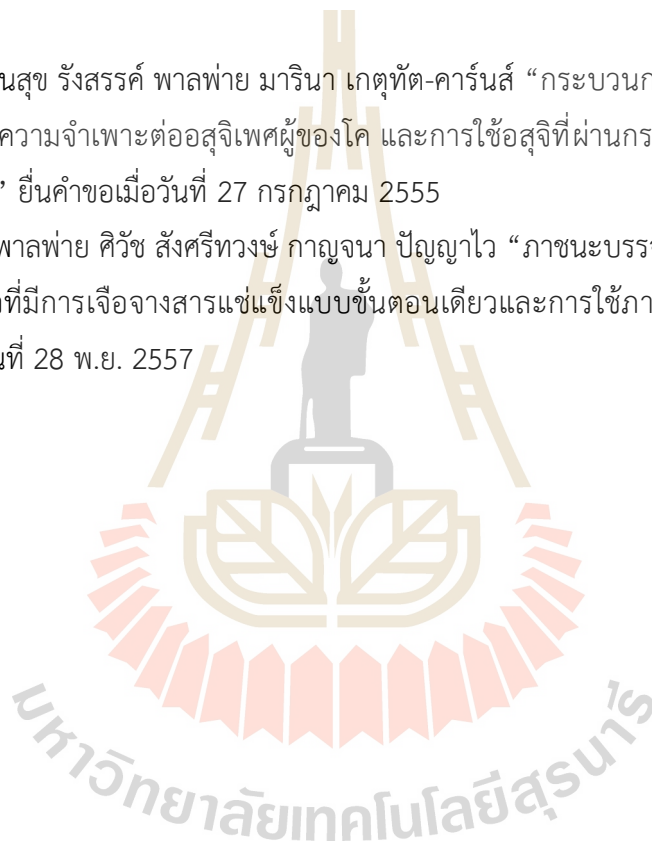 นสุข รังสรรค์ พาลพ่าย มารินา เกตุทัต-คาร์นส์ “กระบวนก
ความจำเพาะต่ออสุจิเพศผู้ของโค และการใช้อสุจิที่ผ่านกร
” ยื่นคำขอเมื่อวันที่ 27 กรกฎาคม 2555
พาลพ่าย ศิวัช สังศรีทวงษ์ กาญจนา ปัญญาไว “ภาชนะบรรจ
ที่มีการเจือจางสารแช่แข็งแบบขั้นตอนเดียวและการใช้ภา
นที่ 28 พ.ย. 2557
มหาวิทยาลัยเทคโนโลยีสุรนารี